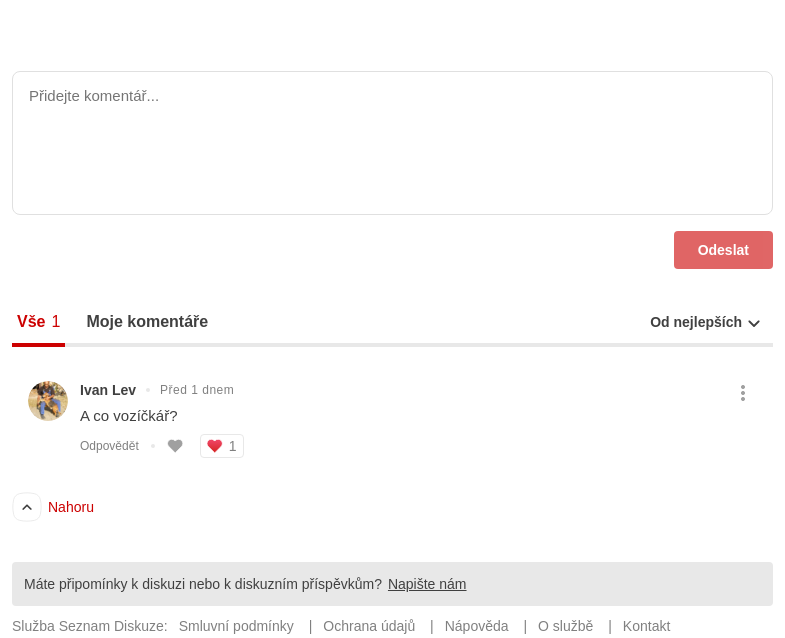 Přidejte komentář...
Odeslat
Vše 1 Moje komentáře Od nejlepších
Ivan Lev Před 1 dnem
A co vozíčkář?
Odpovědět 1
Nahoru
Máte připomínky k diskuzi nebo k diskuzním příspěvkům? Napište nám
Služba Seznam Diskuze: Smluvní podmínky | Ochrana údajů | Nápověda | O službě | Kontakt